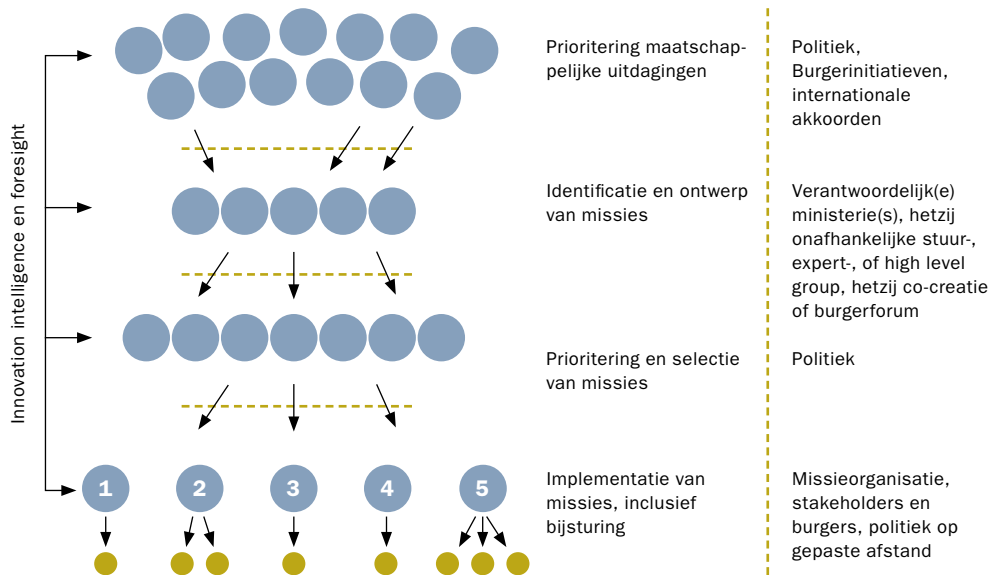 Innovation intelligence en foresight
Prioritering maatschap-
pelijke uitdagingen
Politiek,
Burgerinitiatieven,
internationale
akkoorden
Identificatie en ontwerp
van missies
Verantwoordelijk(e)
ministerie(s), hetzij
onafhankelijke stuur-,
expert-, of high level
group, hetzij co-creatie
of burgerforum
Prioritering en selectie
van missies
Politiek
1 2 3 4 5
Implementatie van
missies, inclusief
bijsturing
Missieorganisatie,
stakeholders en
burgers, politiek op
gepaste afstand